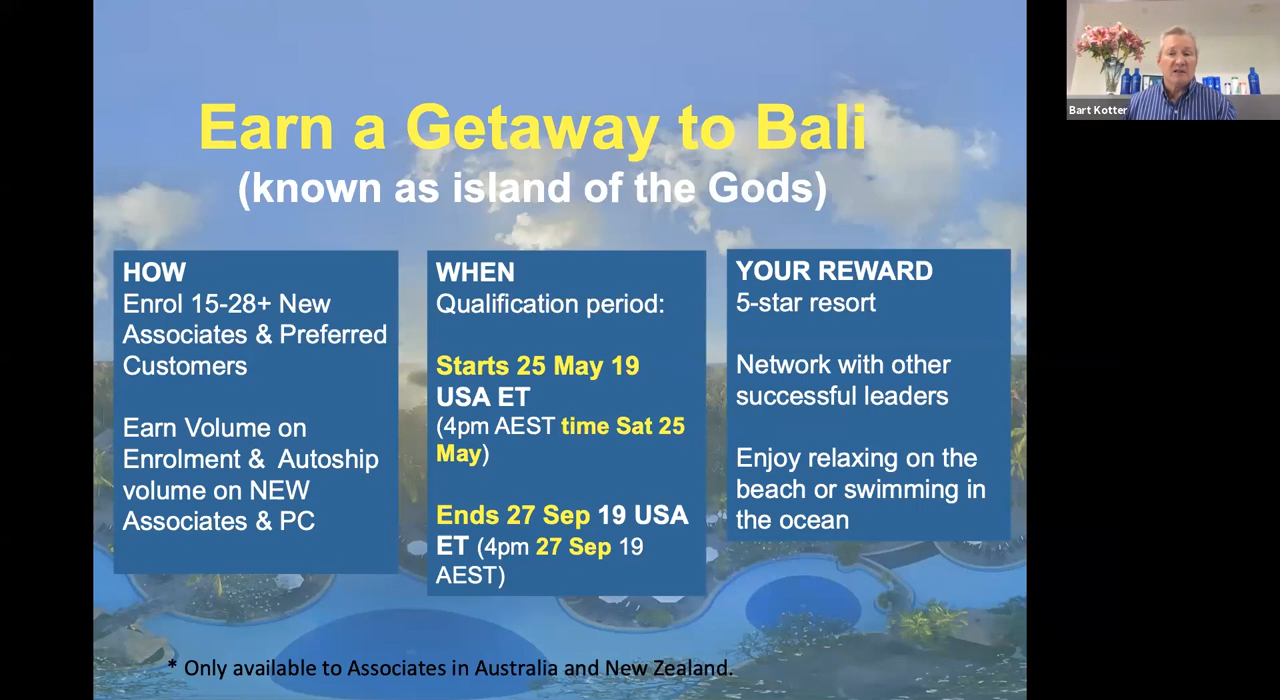 Earn a Getaway to Bali
(known as island of the Gods)
HOW
Enrol 15-28+ New
Associates & Preferred
Customers
Earn Volume on
Enrolment & Autoship
volume on NEW
Associates & PC
WHEN
Qualification period:
Starts 25 May 19
USA ET
(4pm AEST time Sat 25
May)
Ends 27 Sep 19 USA
ET (4pm 27 Sep 19
AEST)
YOUR REWARD
5-star resort
Network with other
successful leaders
Enjoy relaxing on the
beach or swimming in
the ocean
* Only available to Associates in Australia and New Zealand.
Bart Kotter